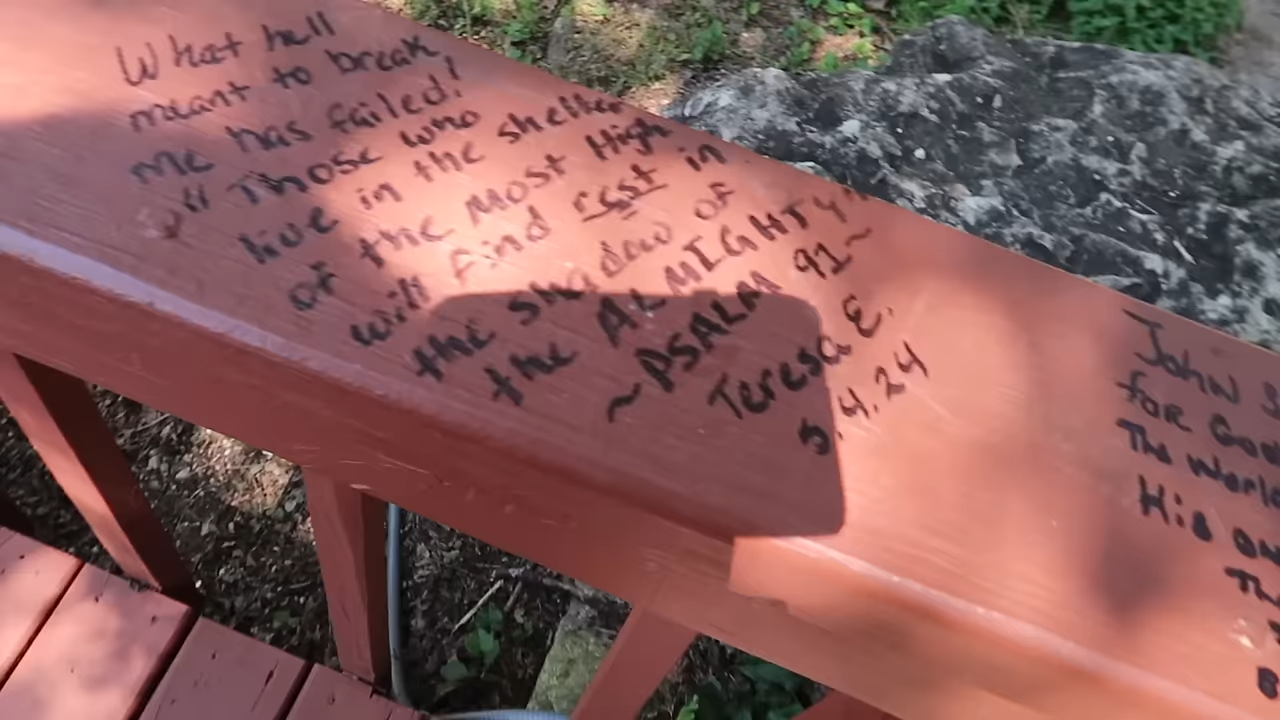 What hell
meant to break
me has failed!
"Those who
live in the shelter
of the Most High
will find rest in
the shadow of
the ALMIGHTY"
~PSALM 91~
Teresa E.
5.4.24
John
for God
The World
His